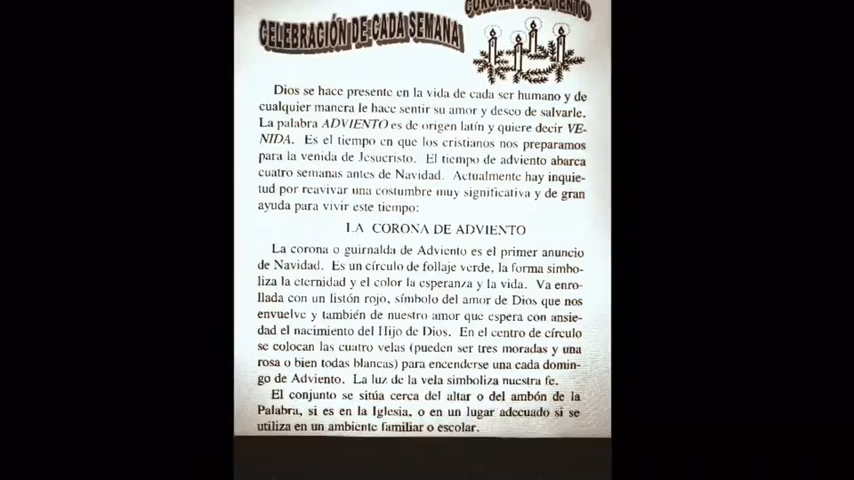 CORONA DE ADVIENTO
CELEBRACIÓN DE CADA SEMANA
Dios se hace presente en la vida de cada ser humano y de
cualquier manera le hace sentir su amor y deseo de salvarle.
La palabra ADVIENTO es de origen latín y quiere decir VE-
NIDA. Es el tiempo en que los cristianos nos preparamos
para la venida de Jesucristo. El tiempo de adviento abarca
cuatro semanas antes de Navidad. Actualmente hay inquie-
tud por reavivar una costumbre muy significativa y de gran
ayuda para vivir este tiempo:
LA CORONA DE ADVIENTO
La corona o guirnalda de Adviento es el primer anuncio
de Navidad. Es un círculo de follaje verde, la forma simbo-
liza la eternidad y el color la esperanza y la vida. Va enro-
llada con un listón rojo, símbolo del amor de Dios que nos
envuelve y también de nuestro amor que espera con ansie-
dad el nacimiento del Hijo de Dios. En el centro de círculo
se colocan las cuatro velas (pueden ser tres moradas y una
rosa o bien todas blancas) para encenderse una cada domin-
go de Adviento. La luz de la vela simboliza nuestra fe.
El conjunto se sitúa cerca del altar o del ambón de la
Palabra, si es en la Iglesia, o en un lugar adecuado si se
utiliza en un ambiente familiar o escolar.